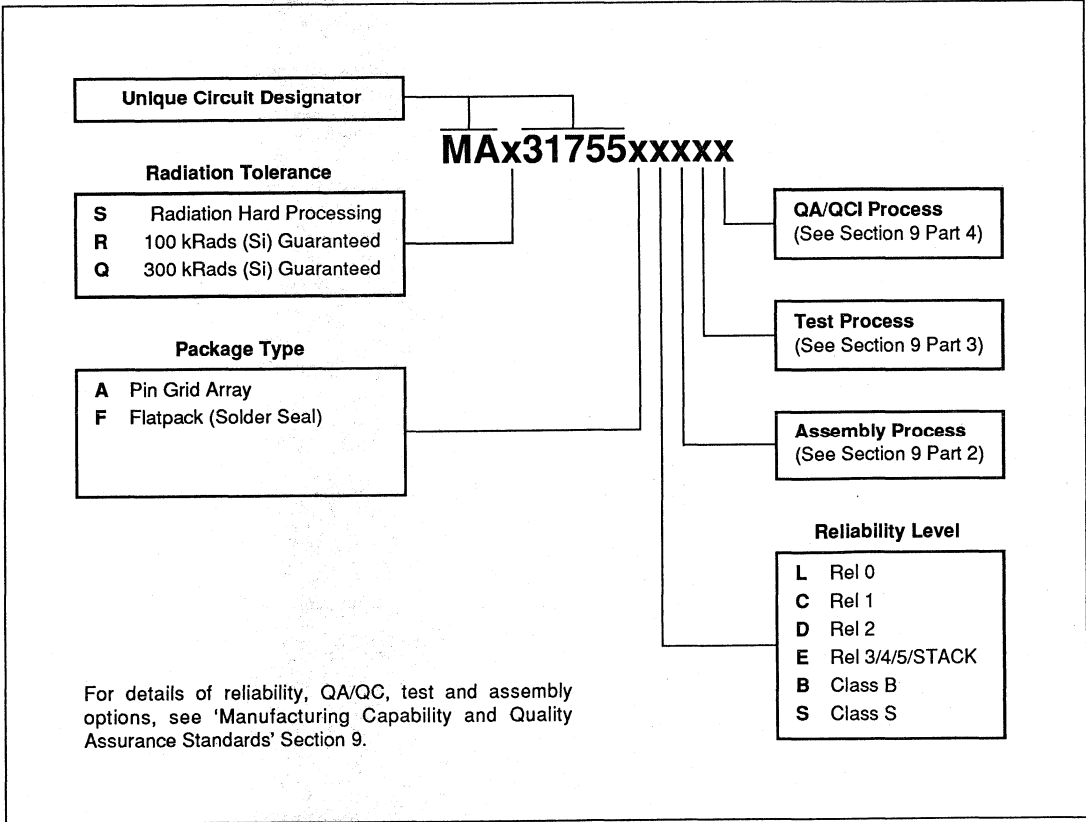 Unique Circuit Designator
MAx31755xxxxx
Radiation Tolerance
S Radiation Hard Processing
R 100 kRads (Si) Guaranteed
Q 300 kRads (Si) Guaranteed
Package Type
A Pin Grid Array
F Flatpack (Solder Seal)
QA/QCI Process
(See Section 9 Part 4)
Test Process
(See Section 9 Part 3)
Assembly Process
(See Section 9 Part 2)
Reliability Level
L Rel 0
C Rel 1
D Rel 2
E Rel 3/4/5/STACK
B Class B
S Class S
For details of reliability, QA/QC, test and assembly
options, see ‘Manufacturing Capability and Quality
Assurance Standards’ Section 9.